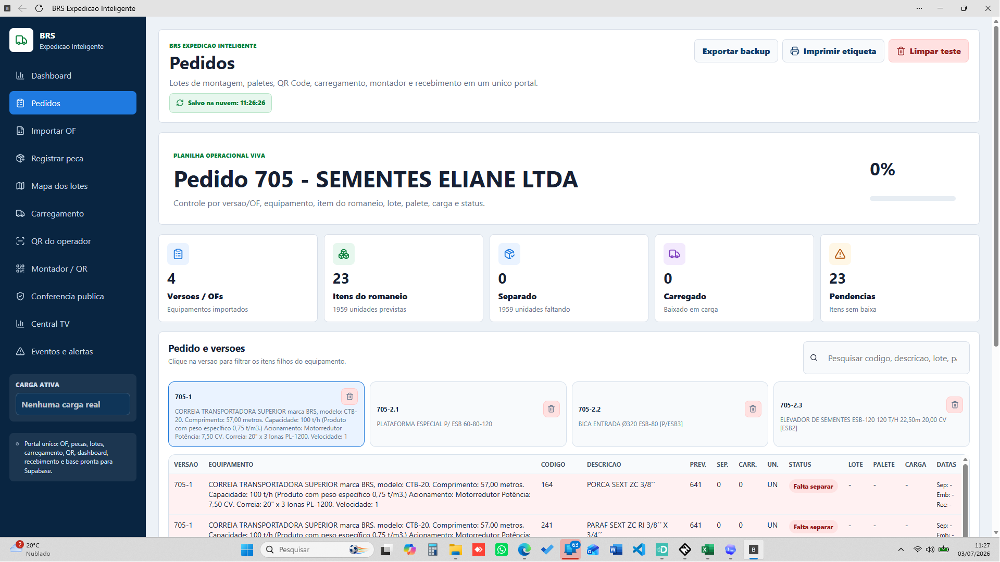 BRS Expedicao Inteligente
BRS
Expedicao Inteligente
Dashboard
Pedidos
Importar OF
Registrar peca
Mapa dos lotes
Carregamento
QR do operador
Montador / QR
Conferencia publica
Central TV
Eventos e alertas
CARGA ATIVA
Nenhuma carga real
Portal unico: OF, pecas, lotes,
carregamento, QR, dashboard,
recebimento e base pronta para
Supabase.
BRS EXPEDICAO INTELIGENTE
Pedidos
Lotes de montagem, paletes, QR Code, carregamento, montador e recebimento em um unico portal.
Salvo na nuvem: 11:26:26
Exportar backup
Imprimir etiqueta
Limpar teste
PLANILHA OPERACIONAL VIVA
Pedido 705 - SEMENTES ELIANE LTDA
Controle por versao/OF, equipamento, item do romaneio, lote, palete, carga e status.
0%
4
Versoes / OFs
Equipamentos importados
23
Itens do romaneio
1959 unidades previstas
0
Separado
1959 unidades faltando
0
Carregado
Baixado em carga
23
Pendencias
Itens sem baixa
Pedido e versoes
Clique na versao para filtrar os itens filhos do equipamento.
Pesquisar codigo, descricao, lote, p
705-1
CORREIA TRANSPORTADORA SUPERIOR marca BRS, modelo: CTB-
20. Comprimento: 57,00 metros. Capacidade: 100 t/h (Produto
com peso específico 0,75 t/m3.) Acionamento: Motorredutor
Potência: 7,50 CV. Correia: 20" x 3 lonas PL-1200. Velocidade: 1
705-2.1
PLATAFORMA ESPECIAL P/ ESB 60-80-120
705-2.2
BICA ENTRADA Ø320 ESB-80 [P/ESB3]
705-2.3
ELEVADOR DE SEMENTES ESB-120 120 T/H 22,50m 20,00 CV
[ESB2]
VERSAO EQUIPAMENTO CODIGO DESCRICAO PREV. SEP. CARR. UN. STATUS LOTE PALETE CARGA DATAS
705-1 CORREIA TRANSPORTADORA SUPERIOR marca BRS, modelo: CTB-20. Comprimento: 57,00 metros. 164 PORCA SEXT ZC 3/8´´ 641 0 0 UN Falta separar - - - Sep: -
Capacidade: 100 t/h (Produto com peso específico 0,75 t/m3.) Acionamento: Motorredutor Potência: Emb: -
7,50 CV. Correia: 20" x 3 lonas PL-1200. Velocidade: 1 Rec: -
705-1 CORREIA TRANSPORTADORA SUPERIOR marca BRS, modelo: CTB-20. Comprimento: 57,00 metros. 241 PARAF SEXT ZC RI 3/8´´ X 641 0 0 UN Falta separar - - - Sep: -
Capacidade: 100 t/h (Produto com peso específico 0,75 t/m3.) Acionamento: Motorredutor Potência: 3/4´´ Emb: -
2
20°C
Nublado
Pesquisar
63
11:27
03/07/2026